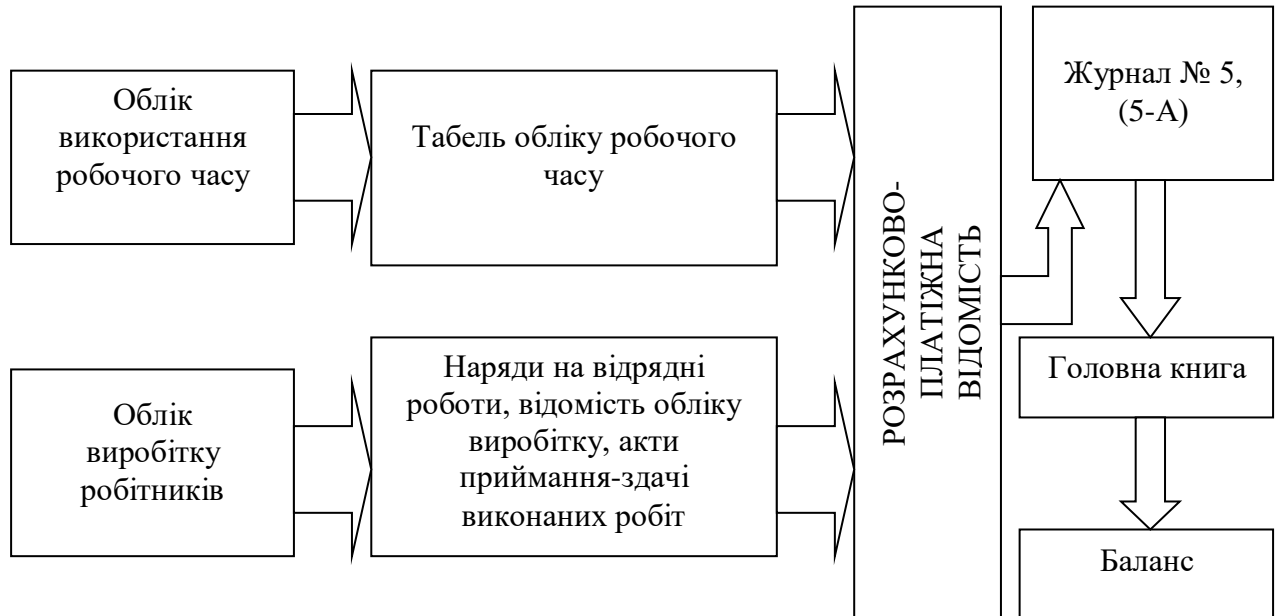 Облік
використання
робочого часу
Табель обліку робочого
часу
Облік
виробітку
робітників
Наряди на відрядні
роботи, відомість обліку
виробітку, акти
приймання-здачі
виконаних робіт
РОЗРАХУНКОВО-
ПЛАТІЖНА
ВІДОМІСТЬ
Журнал № 5,
(5-А)
Головна книга
Баланс